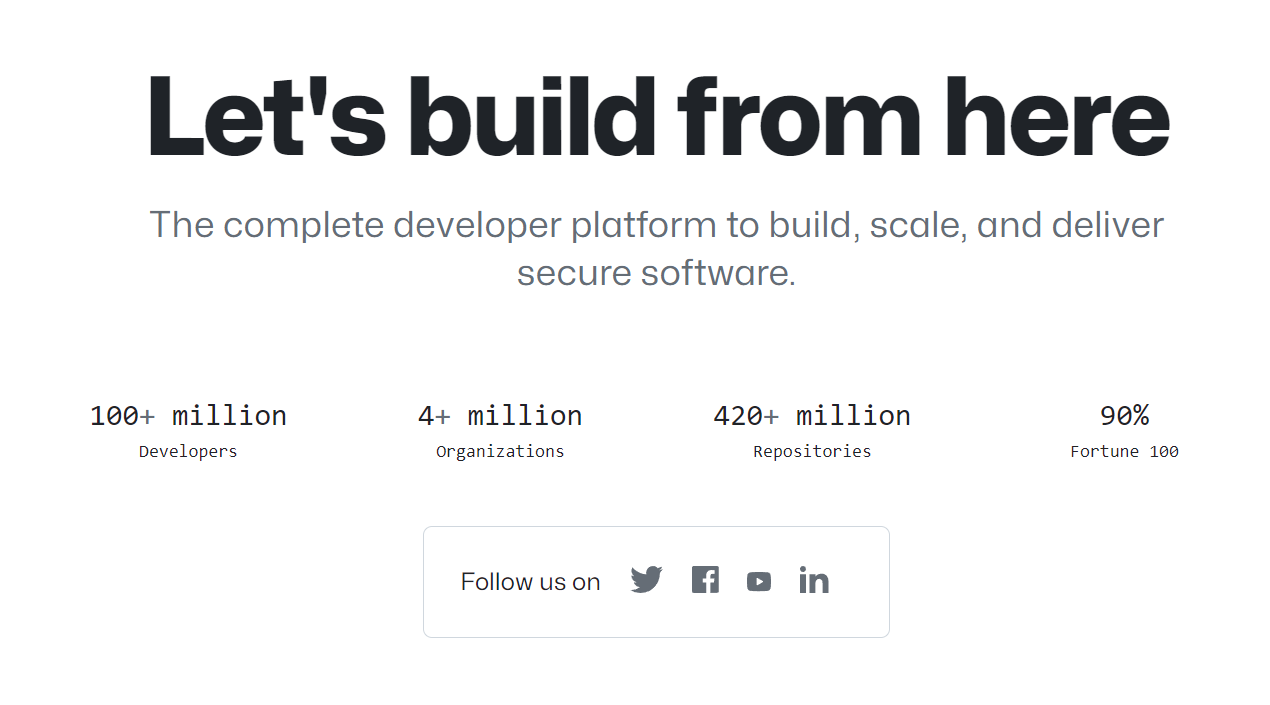 Let's build from here
The complete developer platform to build, scale, and deliver
secure software.
100+ million
Developers
4+ million
Organizations
420+ million
Repositories
90%
Fortune 100
Follow us on